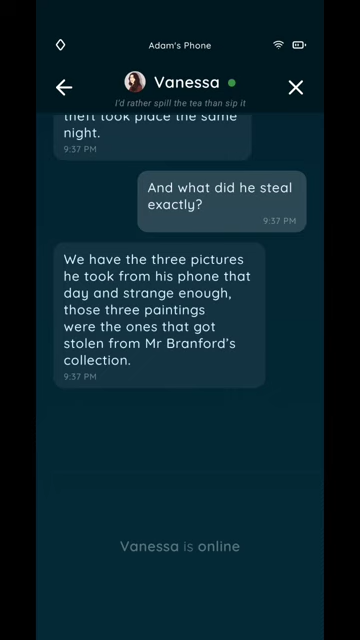 Adam's Phone
Vanessa
I'd rather spill the tea than sip it
theft took place the same
night.
9:37 PM
And what did he steal
exactly?
9:37 PM
We have the three pictures
he took from his phone that
day and strange enough,
those three paintings
were the ones that got
stolen from Mr Branford's
collection.
9:37 PM
Vanessa is online